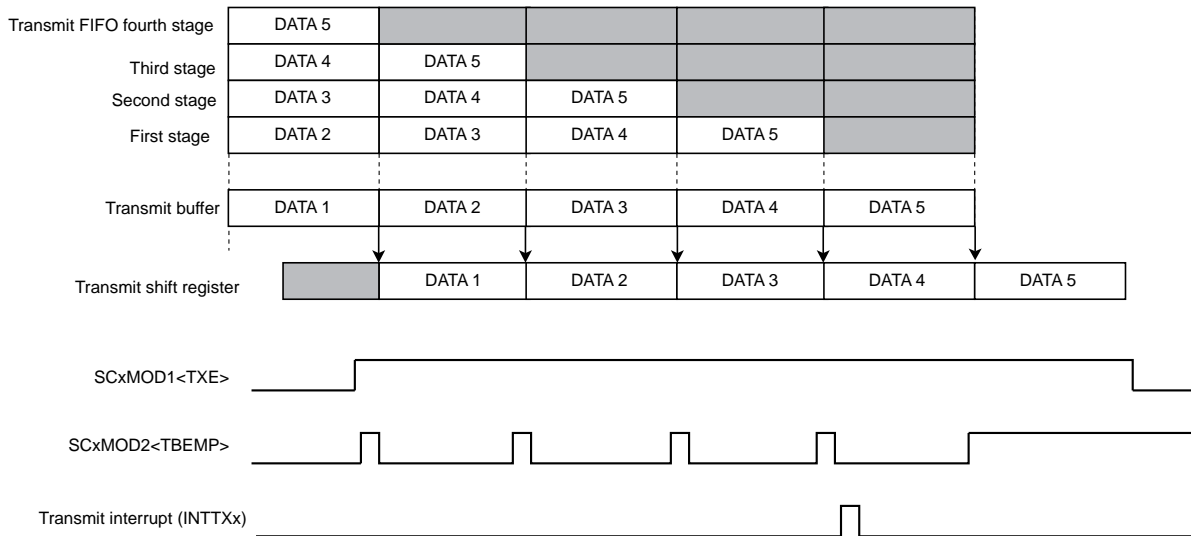 Transmit FIFO fourth stage DATA 5
Third stage DATA 4 DATA 5
Second stage DATA 3 DATA 4 DATA 5
First stage DATA 2 DATA 3 DATA 4 DATA 5
Transmit buffer DATA 1 DATA 2 DATA 3 DATA 4 DATA 5
Transmit shift register DATA 1 DATA 2 DATA 3 DATA 4 DATA 5
SCxMOD1<TXE>
SCxMOD2<TBEMP>
Transmit interrupt (INTTXx)